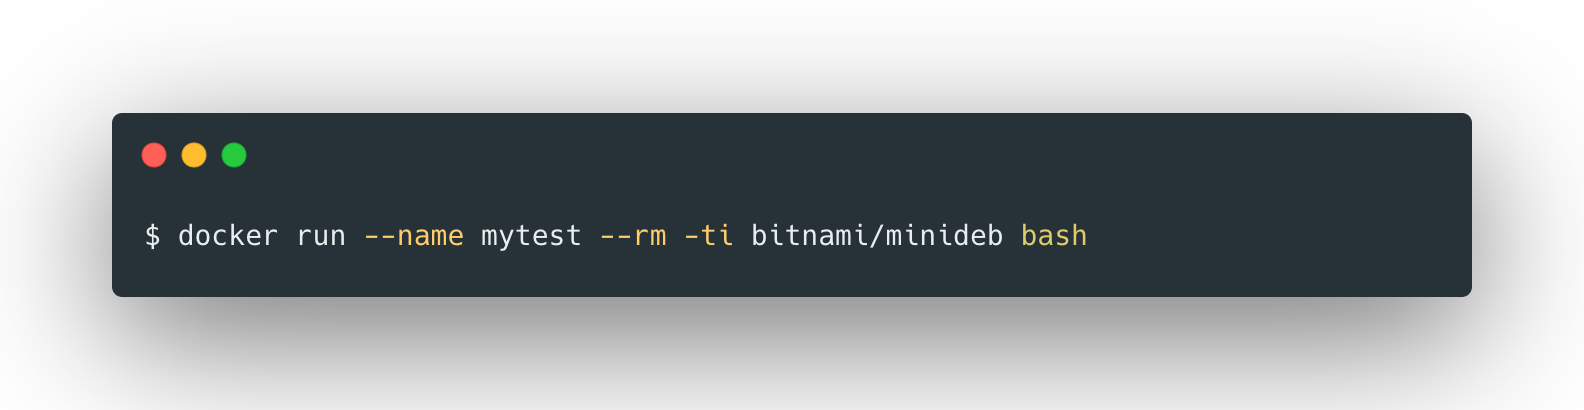 $ docker run --name mytest --rm -ti bitnami/minideb bash